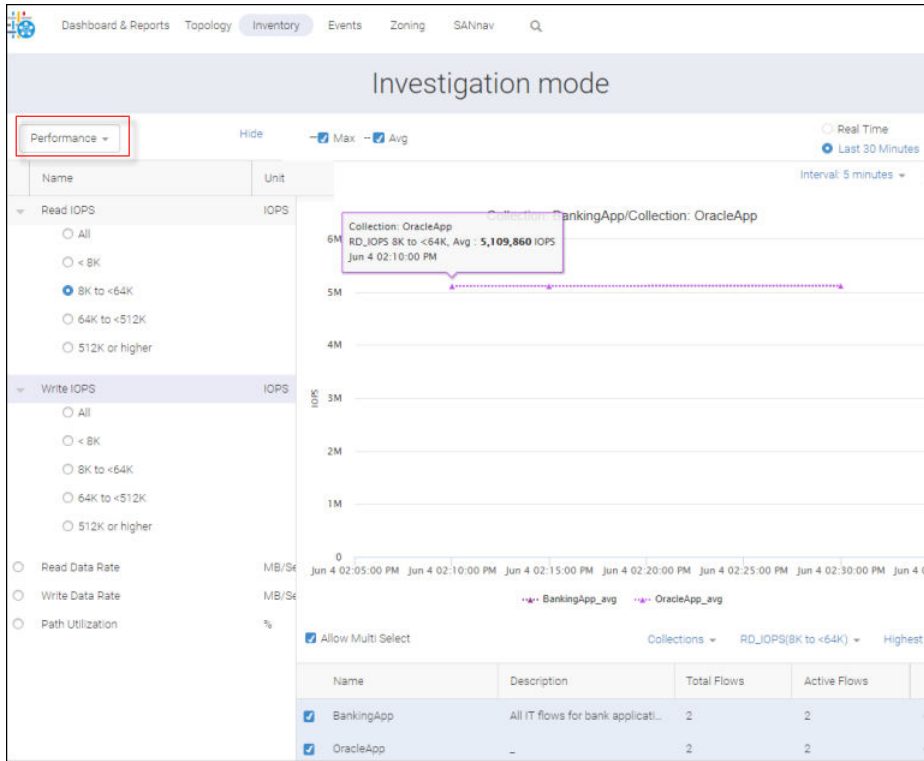 Dashboard & Reports Topology Inventory Events Zoning SANnav
Investigation mode
Performance
Hide
Max Avg
Real Time
Last 30 Minutes
Interval: 5 minutes
Name Unit
Read IOPS IOPS
All
< 8K
8K to <64K
64K to <512K
512K or higher
Write IOPS IOPS
All
< 8K
8K to <64K
64K to <512K
512K or higher
Read Data Rate MB/Se
Write Data Rate MB/Se
Path Utilization %
Collection: BankingApp/Collection: OracleApp
Collection: OracleApp
RD_IOPS 8K to <64K, Avg : 5,109,860 IOPS
Jun 4 02:10:00 PM
6M
5M
4M
3M
2M
1M
0
IOPS
Jun 4 02:05:00 PM Jun 4 02:10:00 PM Jun 4 02:15:00 PM Jun 4 02:20:00 PM Jun 4 02:25:00 PM Jun 4 02:30:00 PM Jun 4
BankingApp_avg OracleApp_avg
Allow Multi Select Collections RD_IOPS(8K to <64K) Highest
Name Description Total Flows Active Flows
BankingApp All IT flows for bank applicati... 2 2
OracleApp _ 2 2